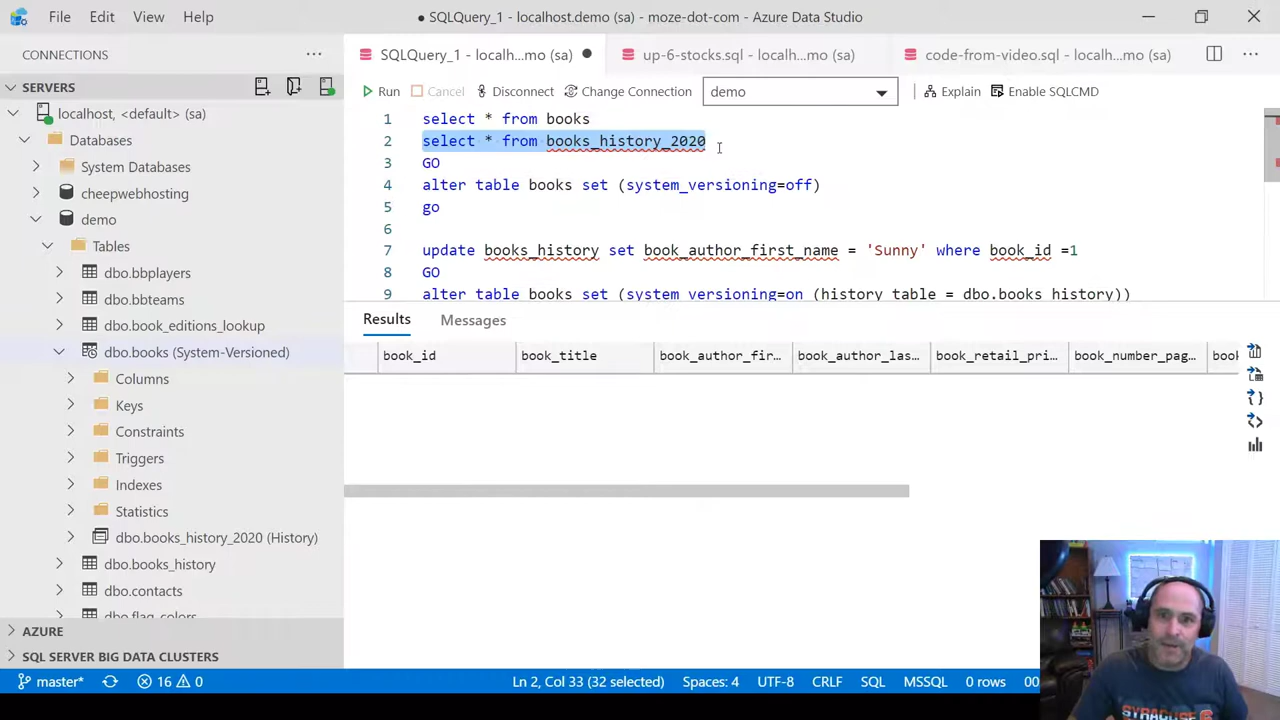 File Edit View Help
● SQLQuery_1 - localhost.demo (sa) - moze-dot-com - Azure Data Studio
CONNECTIONS
SQLQuery_1 - localh...mo (sa) ●
up-6-stocks.sql - localh...mo (sa)
code-from-video.sql - localh...mo (sa)
SERVERS
Run Cancel Disconnect Change Connection demo Explain Enable SQLCMD
localhost, <default> (sa)
Databases
System Databases
cheepwebhosting
demo
Tables
dbo.bbplayers
dbo.bbteams
dbo.book_editions_lookup
dbo.books (System-Versioned)
Columns
Keys
Constraints
Triggers
Indexes
Statistics
dbo.books_history_2020 (History)
dbo.books_history
dbo.contacts
dbo.flag_colors
AZURE
SQL SERVER BIG DATA CLUSTERS
1 select * from books
2 select * from books_history_2020
3 GO
4 alter table books set (system_versioning=off)
5 go
6
7 update books_history set book_author_first_name = 'Sunny' where book_id =1
8 GO
9 alter table books set (system_versioning=on (history_table = dbo.books_history))
Results Messages
book_id book_title book_author_fir... book_author_las... book_retail_pri... book_number_pag... book
master* 16 0
Ln 2, Col 33 (32 selected) Spaces: 4 UTF-8 CRLF SQL MSSQL 0 rows 00
SYRACUSE